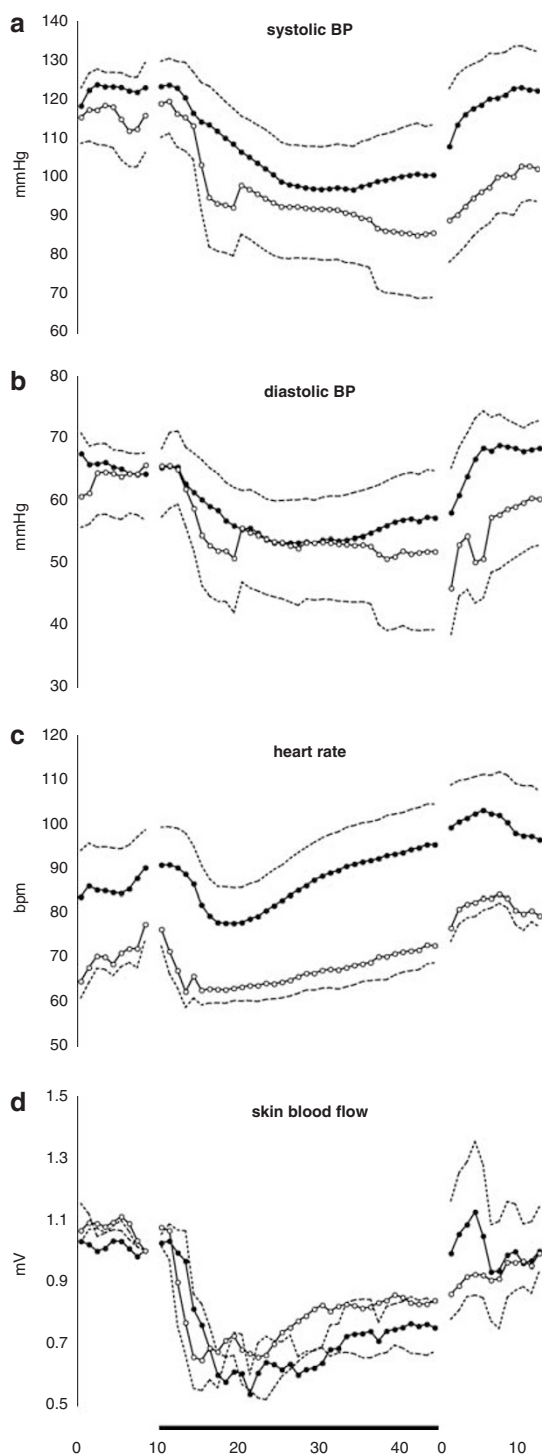 a
systolic BP
140
130
120
110
100
90
80
70
60
mmHg
b
diastolic BP
80
70
60
50
40
30
mmHg
c
heart rate
120
110
100
90
80
70
60
50
bpm
d
skin blood flow
1.5
1.3
1.1
0.9
0.7
0.5
mV
0 10 20 30 40 0 10